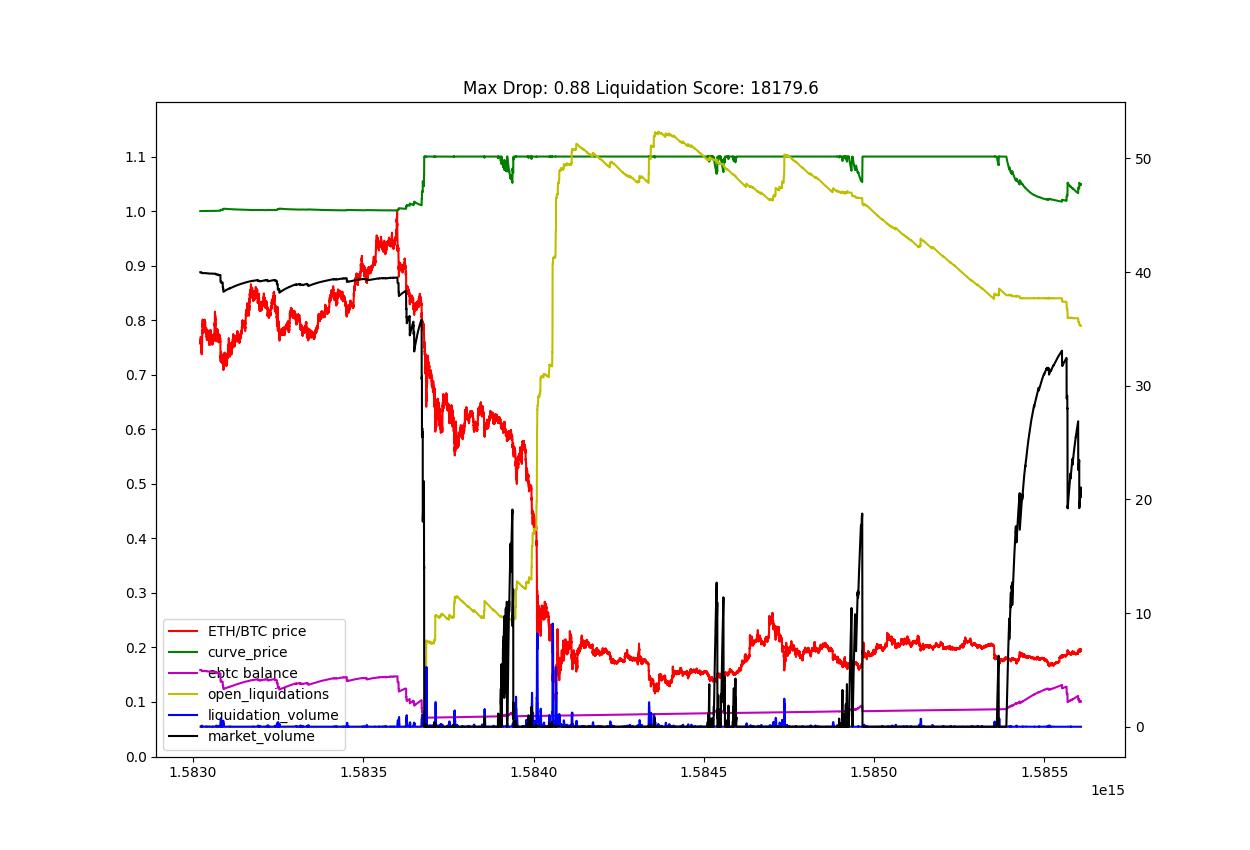 Max Drop: 0.88 Liquidation Score: 18179.6
1.1
1.0
0.9
0.8
0.7
0.6
0.5
0.4
0.3
0.2
0.1
0.0
50
40
30
20
10
0
ETH/BTC price
curve_price
ebtc balance
open_liquidations
liquidation_volume
market_volume
1.5830 1.5835 1.5840 1.5845 1.5850 1.5855
1e15